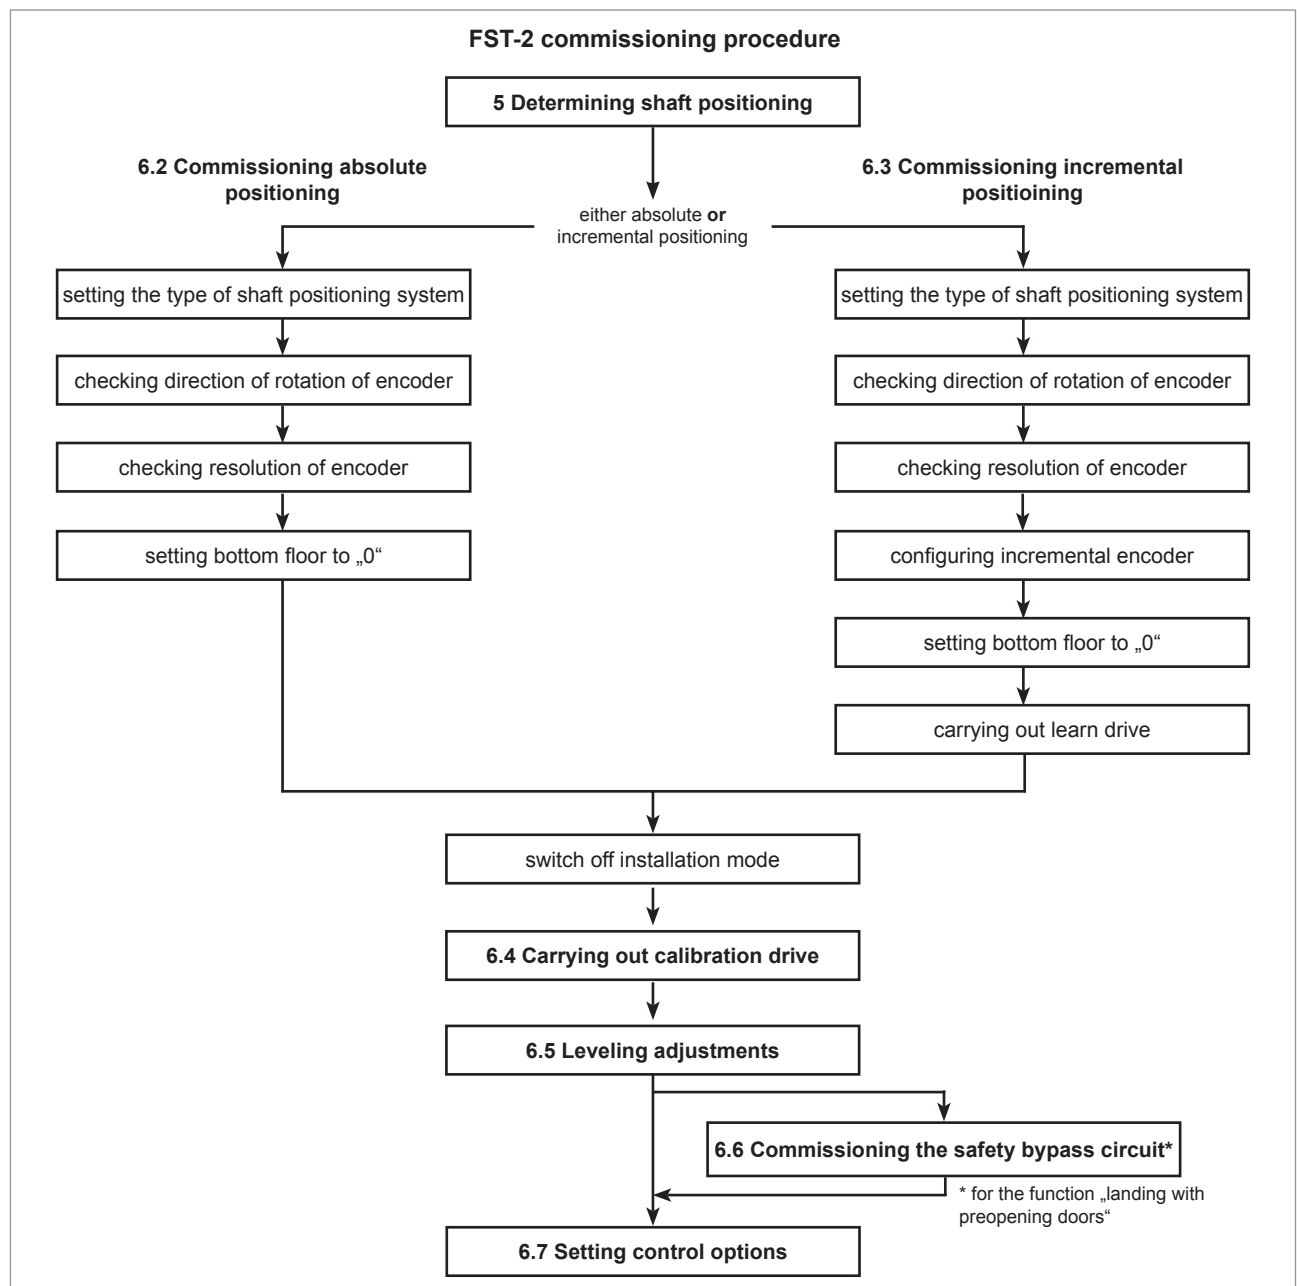 FST-2 commissioning procedure
5 Determining shaft positioning
6.2 Commissioning absolute
positioning
6.3 Commissioning incremental
positioining
either absolute or
incremental positioning
setting the type of shaft positioning system
checking direction of rotation of encoder
checking resolution of encoder
setting bottom floor to „0“
setting the type of shaft positioning system
checking direction of rotation of encoder
checking resolution of encoder
configuring incremental encoder
setting bottom floor to „0“
carrying out learn drive
switch off installation mode
6.4 Carrying out calibration drive
6.5 Leveling adjustments
6.6 Commissioning the safety bypass circuit*
* for the function „landing with
preopening doors“
6.7 Setting control options